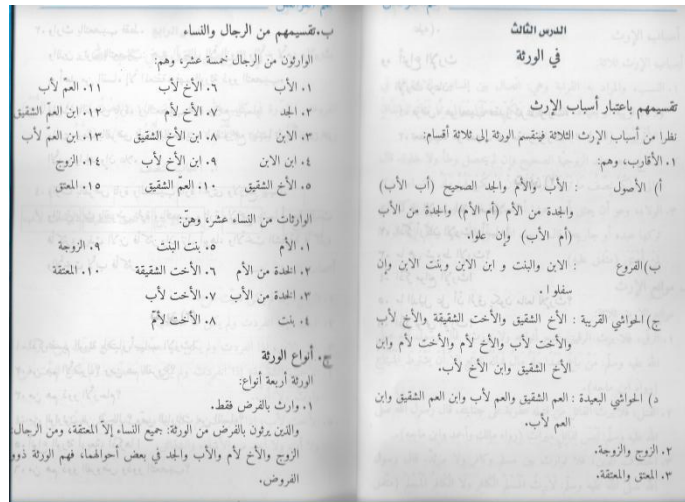 الدرس الثالث
في الورثة
تقسيمهم باعتبار أسباب الإرث
نظرا من أسباب الإرث الثلاثة فينقسم الورثة إلى ثلاثة أقسام:
١. الأقارب، وهم:
أ) الأصول : الأب والأم والجد الصحيح (أب الأب)
والجدة من الأم (أم الأم) والجدة من الأب
(أم الأب) وإن علوا.
ب) الفروع : الابن والبنت و ابن الابن وبنت الابن وإن
سفلوا.
ج) الحواشي القريبة : الأخ الشقيق والأخت الشقيقة والأخ لأب
والأخت لأب والأخ لأم والأخت لأم وابن
الأخ الشقيق وابن الأخ لأب.
د) الحواشي البعيدة : العم الشقيق والعم لأب وابن العم الشقيق وابن
العم لأب.
٢. الزوج والزوجة.
٣. المعتق والمعتقة.
ب. تقسيمهم من الرجال والنساء
الوارثون من الرجال خمسة عشر، وهم:
١. الأب ٦. الأخ لأب ١١. العم لأب
٢. الجد ٧. الأخ لأم ١٢. ابن العمّ الشقيق
٣. الابن ٨. ابن الأخ الشقيق ١٣. ابن العمّ لأب
٤. ابن الابن ٩. ابن الأخ لأب ١٤. الزوج
٥. الأخ الشقيق ١٠. العمّ الشقيق ١٥. المعتق
الوارثات من النساء عشر، وهنّ:
١. الأم ٥. بنت البنت ٩. الزوجة
٢. الجدة من الأم ٦. الأخت الشقيقة ١٠. المعتقة
٣. الجدة من الأب ٧. الأخت لأب
٤. بنت ٨. الأخت لأم
ج. أنواع الورثة
الورثة أربعة أنواع:
١. وارث بالفرض فقط.
والذين يرثون بالفرض من الورثة: جميع النساء إلاّ المعتقة، ومن الرجال:
الزوج والأخ لأم والأب والجد في بعض أحوالهما، فهم الورثة ذوو
الفروض.